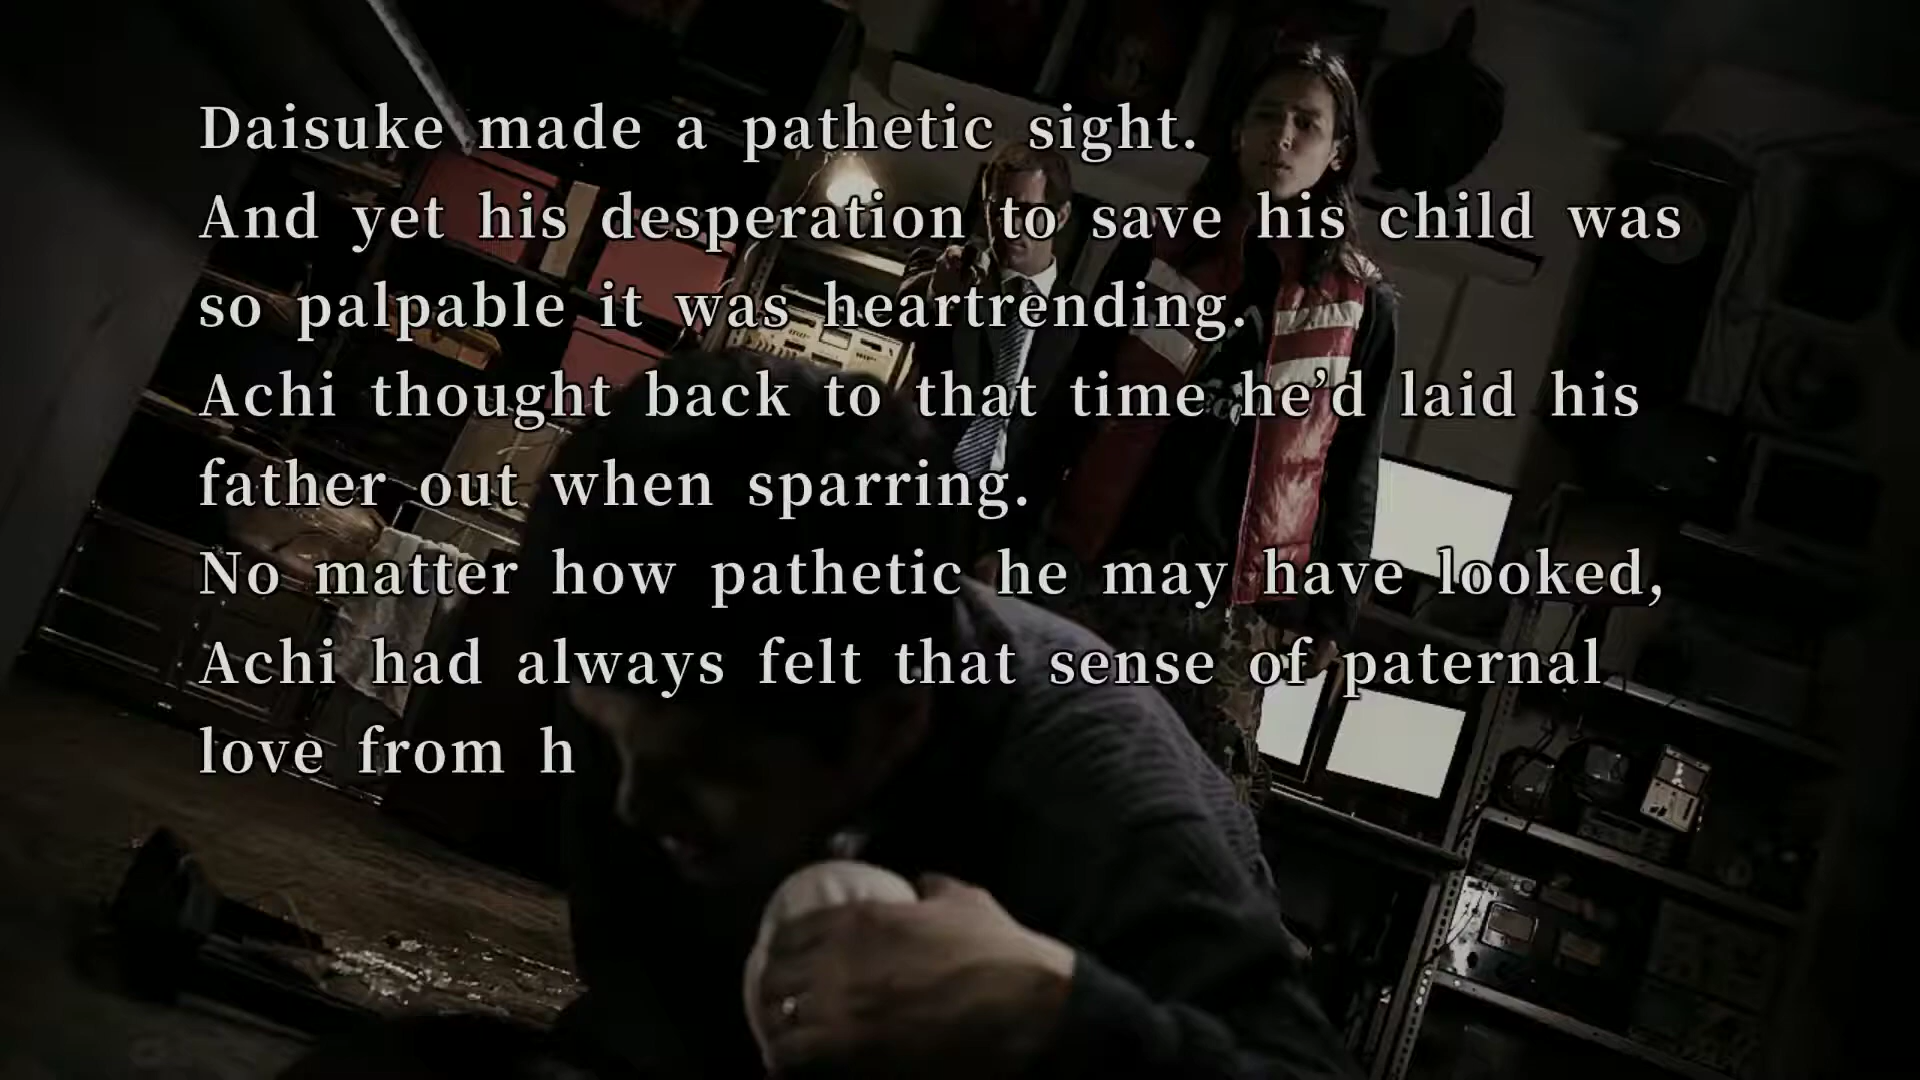 Daisuke made a pathetic sight.
And yet his desperation to save his child was
so palpable it was heartrending.
Achi thought back to that time he’d laid his
father out when sparring.
No matter how pathetic he may have looked,
Achi had always felt that sense of paternal
love from h